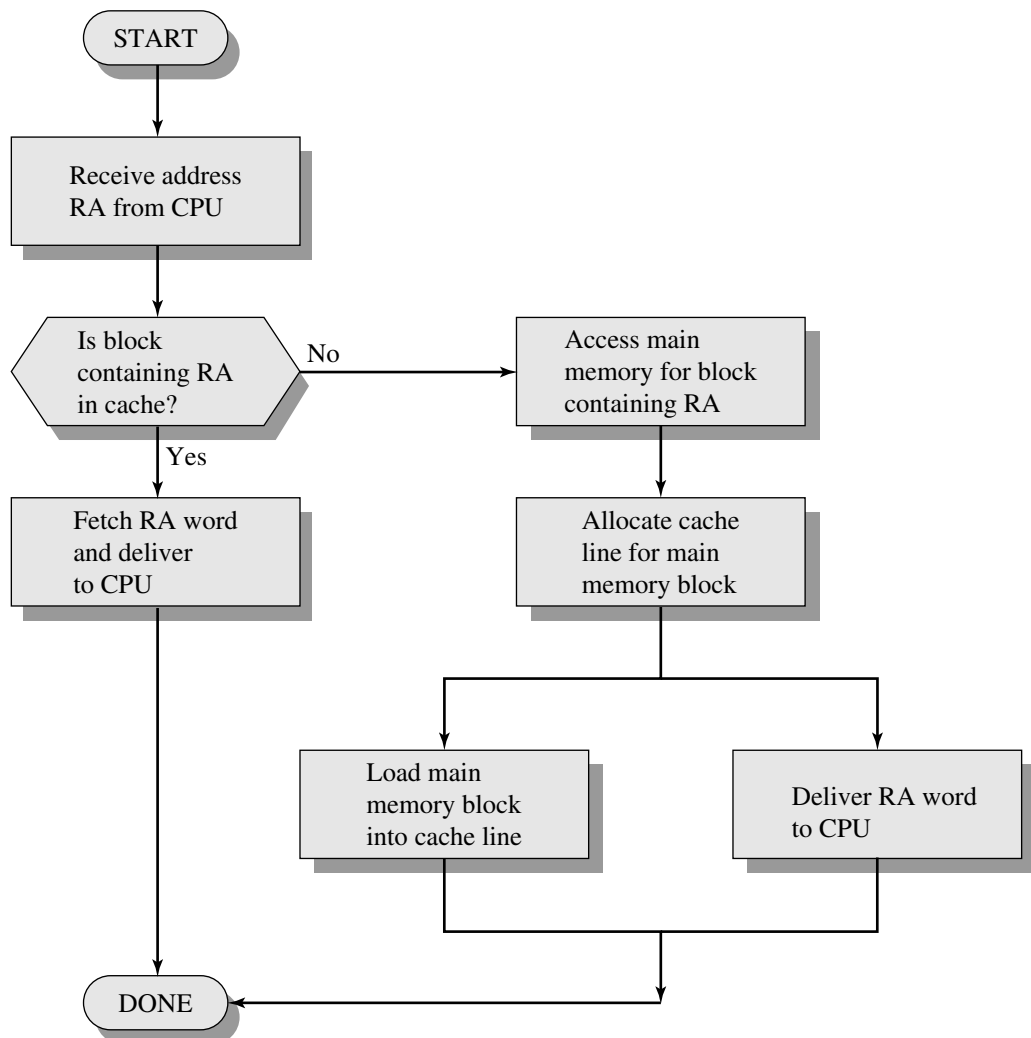 START
Receive address
RA from CPU
Is block
containing RA
in cache?
No
Access main
memory for block
containing RA
Yes
Fetch RA word
and deliver
to CPU
Allocate cache
line for main
memory block
Load main
memory block
into cache line
Deliver RA word
to CPU
DONE